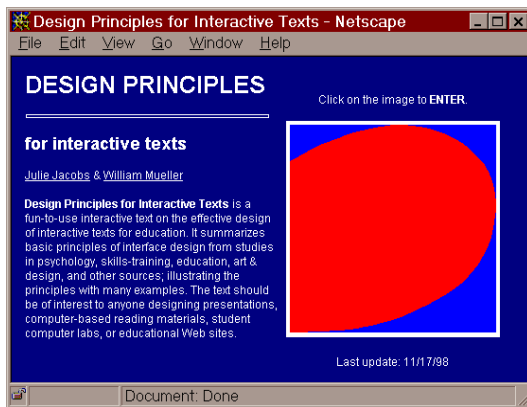 Design Principles for Interactive Texts - Netscape
File Edit View Go Window Help
DESIGN PRINCIPLES
for interactive texts
Julie Jacobs & William Mueller
Design Principles for Interactive Texts is a
fun-to-use interactive text on the effective design
of interactive texts for education. It summarizes
basic principles of interface design from studies
in psychology, skills-training, education, art &
design, and other sources; illustrating the
principles with many examples. The text should
be of interest to anyone designing presentations,
computer-based reading materials, student
computer labs, or educational Web sites.
Click on the image to ENTER.
Last update: 11/17/98
Document: Done